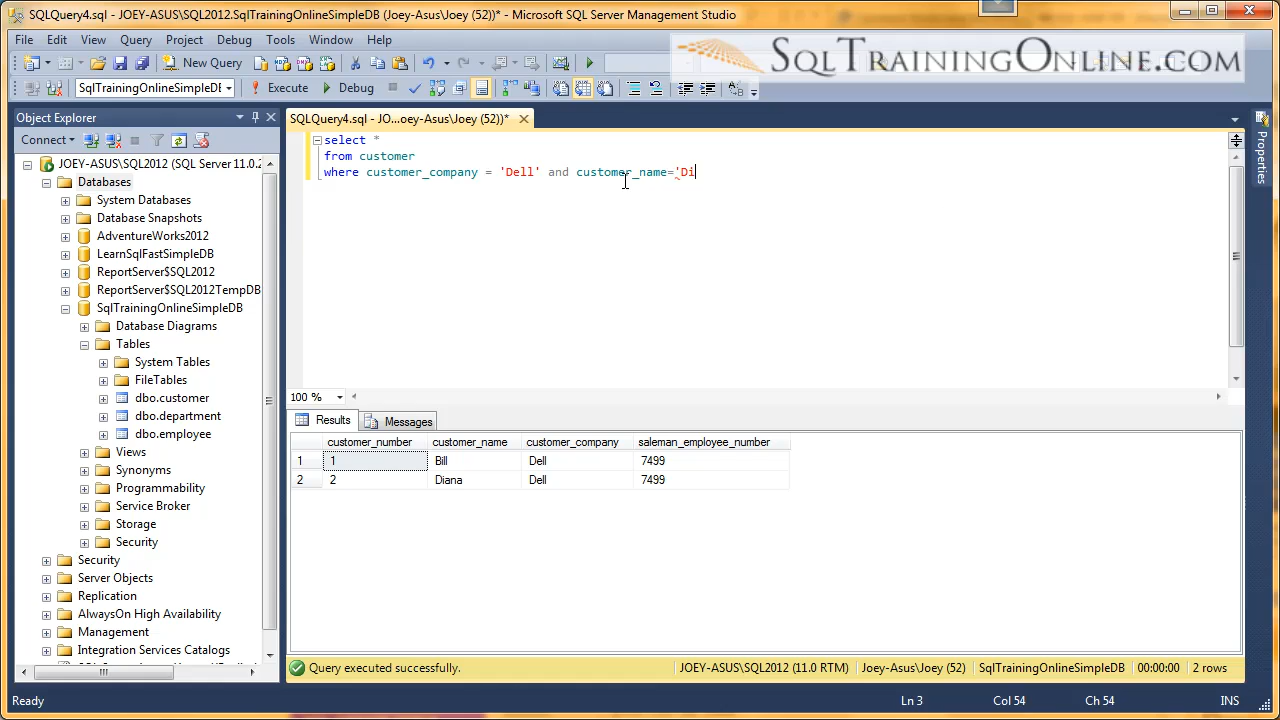 SQLQuery4.sql - JOEY-ASUS\SQL2012.SqlTrainingOnlineSimpleDB (Joey-Asus\Joey (52))* - Microsoft SQL Server Management Studio
File Edit View Query Project Debug Tools Window Help
SQLTRAININGONLINE.COM
New Query
SqlTrainingOnlineSimpleDB
Execute
Debug
Object Explorer
Connect
JOEY-ASUS\SQL2012 (SQL Server 11.0.2
Databases
System Databases
Database Snapshots
AdventureWorks2012
LearnSqlFastSimpleDB
ReportServer$SQL2012
ReportServer$SQL2012TempDB
SqlTrainingOnlineSimpleDB
Database Diagrams
Tables
System Tables
FileTables
dbo.customer
dbo.department
dbo.employee
Views
Synonyms
Programmability
Service Broker
Storage
Security
Security
Server Objects
Replication
AlwaysOn High Availability
Management
Integration Services Catalogs
SQLQuery4.sql - JO...oey-Asus\Joey (52))*
select *
from customer
where customer_company = 'Dell' and customer_name='Di
Properties
100 %
Results
Messages
customer_number customer_name customer_company saleman_employee_number
1 1 Bill Dell 7499
2 2 Diana Dell 7499
Query executed successfully.
JOEY-ASUS\SQL2012 (11.0 RTM) Joey-Asus\Joey (52) SqlTrainingOnlineSimpleDB 00:00:00 2 rows
Ready
Ln 3 Col 54 Ch 54 INS